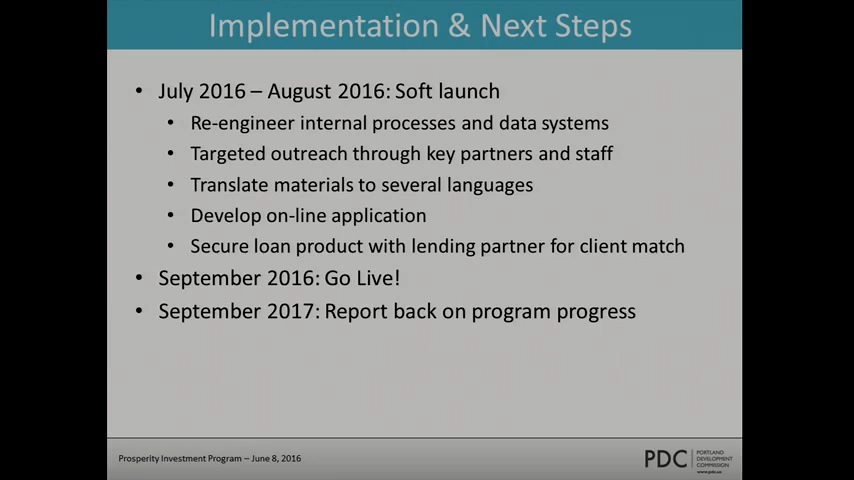 Implementation & Next Steps
• July 2016 – August 2016: Soft launch
• Re-engineer internal processes and data systems
• Targeted outreach through key partners and staff
• Translate materials to several languages
• Develop on-line application
• Secure loan product with lending partner for client match
• September 2016: Go Live!
• September 2017: Report back on program progress
Prosperity Investment Program – June 8, 2016
PDC
PORTLAND
DEVELOPMENT
COMMISSION
www.pdc.us